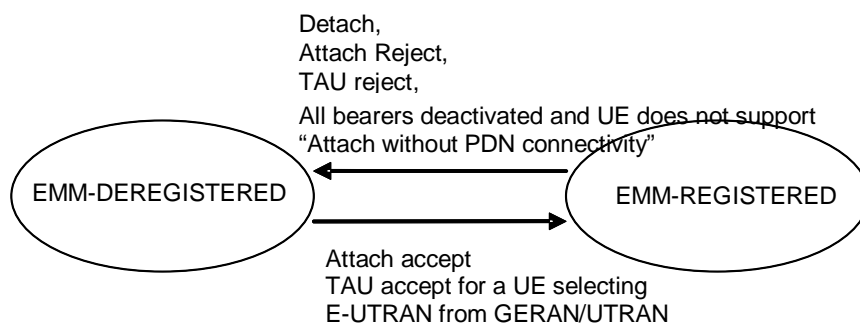 Detach,
Attach Reject,
TAU reject,
All bearers deactivated and UE does not support
“Attach without PDN connectivity”
EMM-DEREGISTERED
EMM-REGISTERED
Attach accept
TAU accept for a UE selecting
E-UTRAN from GERAN/UTRAN